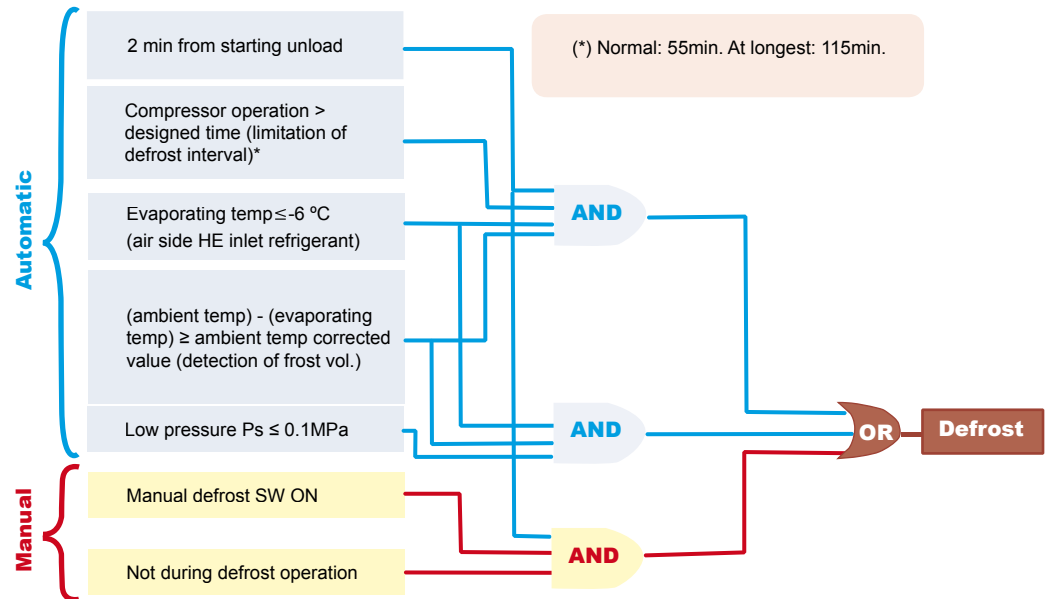 Automatic
2 min from starting unload
(*) Normal: 55min. At longest: 115min.
Compressor operation >
designed time (limitation of
defrost interval)*
Evaporating temp≤-6 ºC
(air side HE inlet refrigerant)
AND
(ambient temp) - (evaporating
temp) ≥ ambient temp corrected
value (detection of frost vol.)
Low pressure Ps ≤ 0.1MPa
AND
OR
Defrost
Manual
Manual defrost SW ON
Not during defrost operation
AND